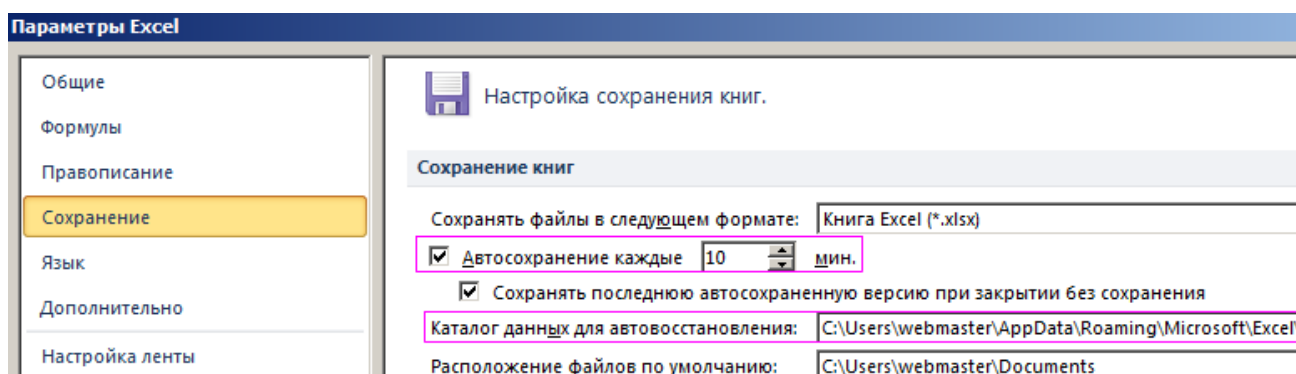 Параметры Excel
Общие
Формулы
Правописание
Сохранение
Язык
Дополнительно
Настройка ленты
Настройка сохранения книг.
Сохранение книг
Сохранять файлы в следующем формате: Книга Excel (*.xlsx)
Автосохранение каждые 10 мин.
Сохранять последнюю автосохраненную версию при закрытии без сохранения
Каталог данных для автовосстановления: C:\Users\webmaster\AppData\Roaming\Microsoft\Excel\
Расположение файлов по умолчанию: C:\Users\webmaster\Documents